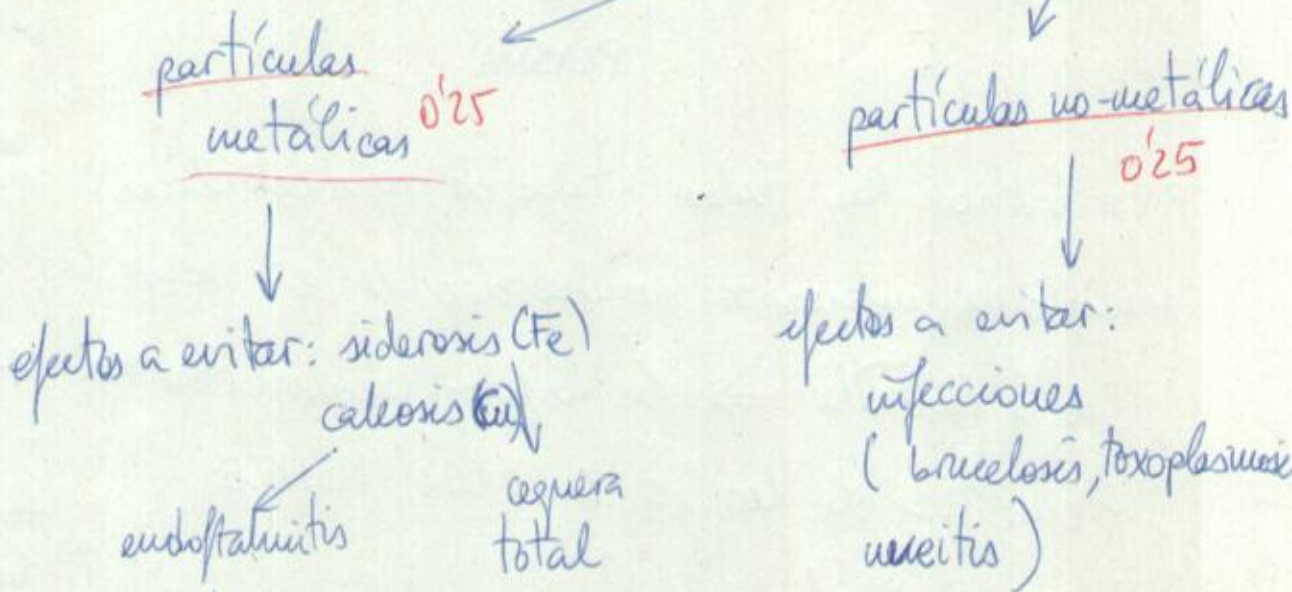 partículas
metálicas 0'25
efectos a evitar: siderosis (Fe)
calcosis (Cu)
endoftalmitis
ceguera
total
partículas no-metálicas
0'25
efectos a evitar:
infecciones
( brucelosis, toxoplasmosis
uveitis )